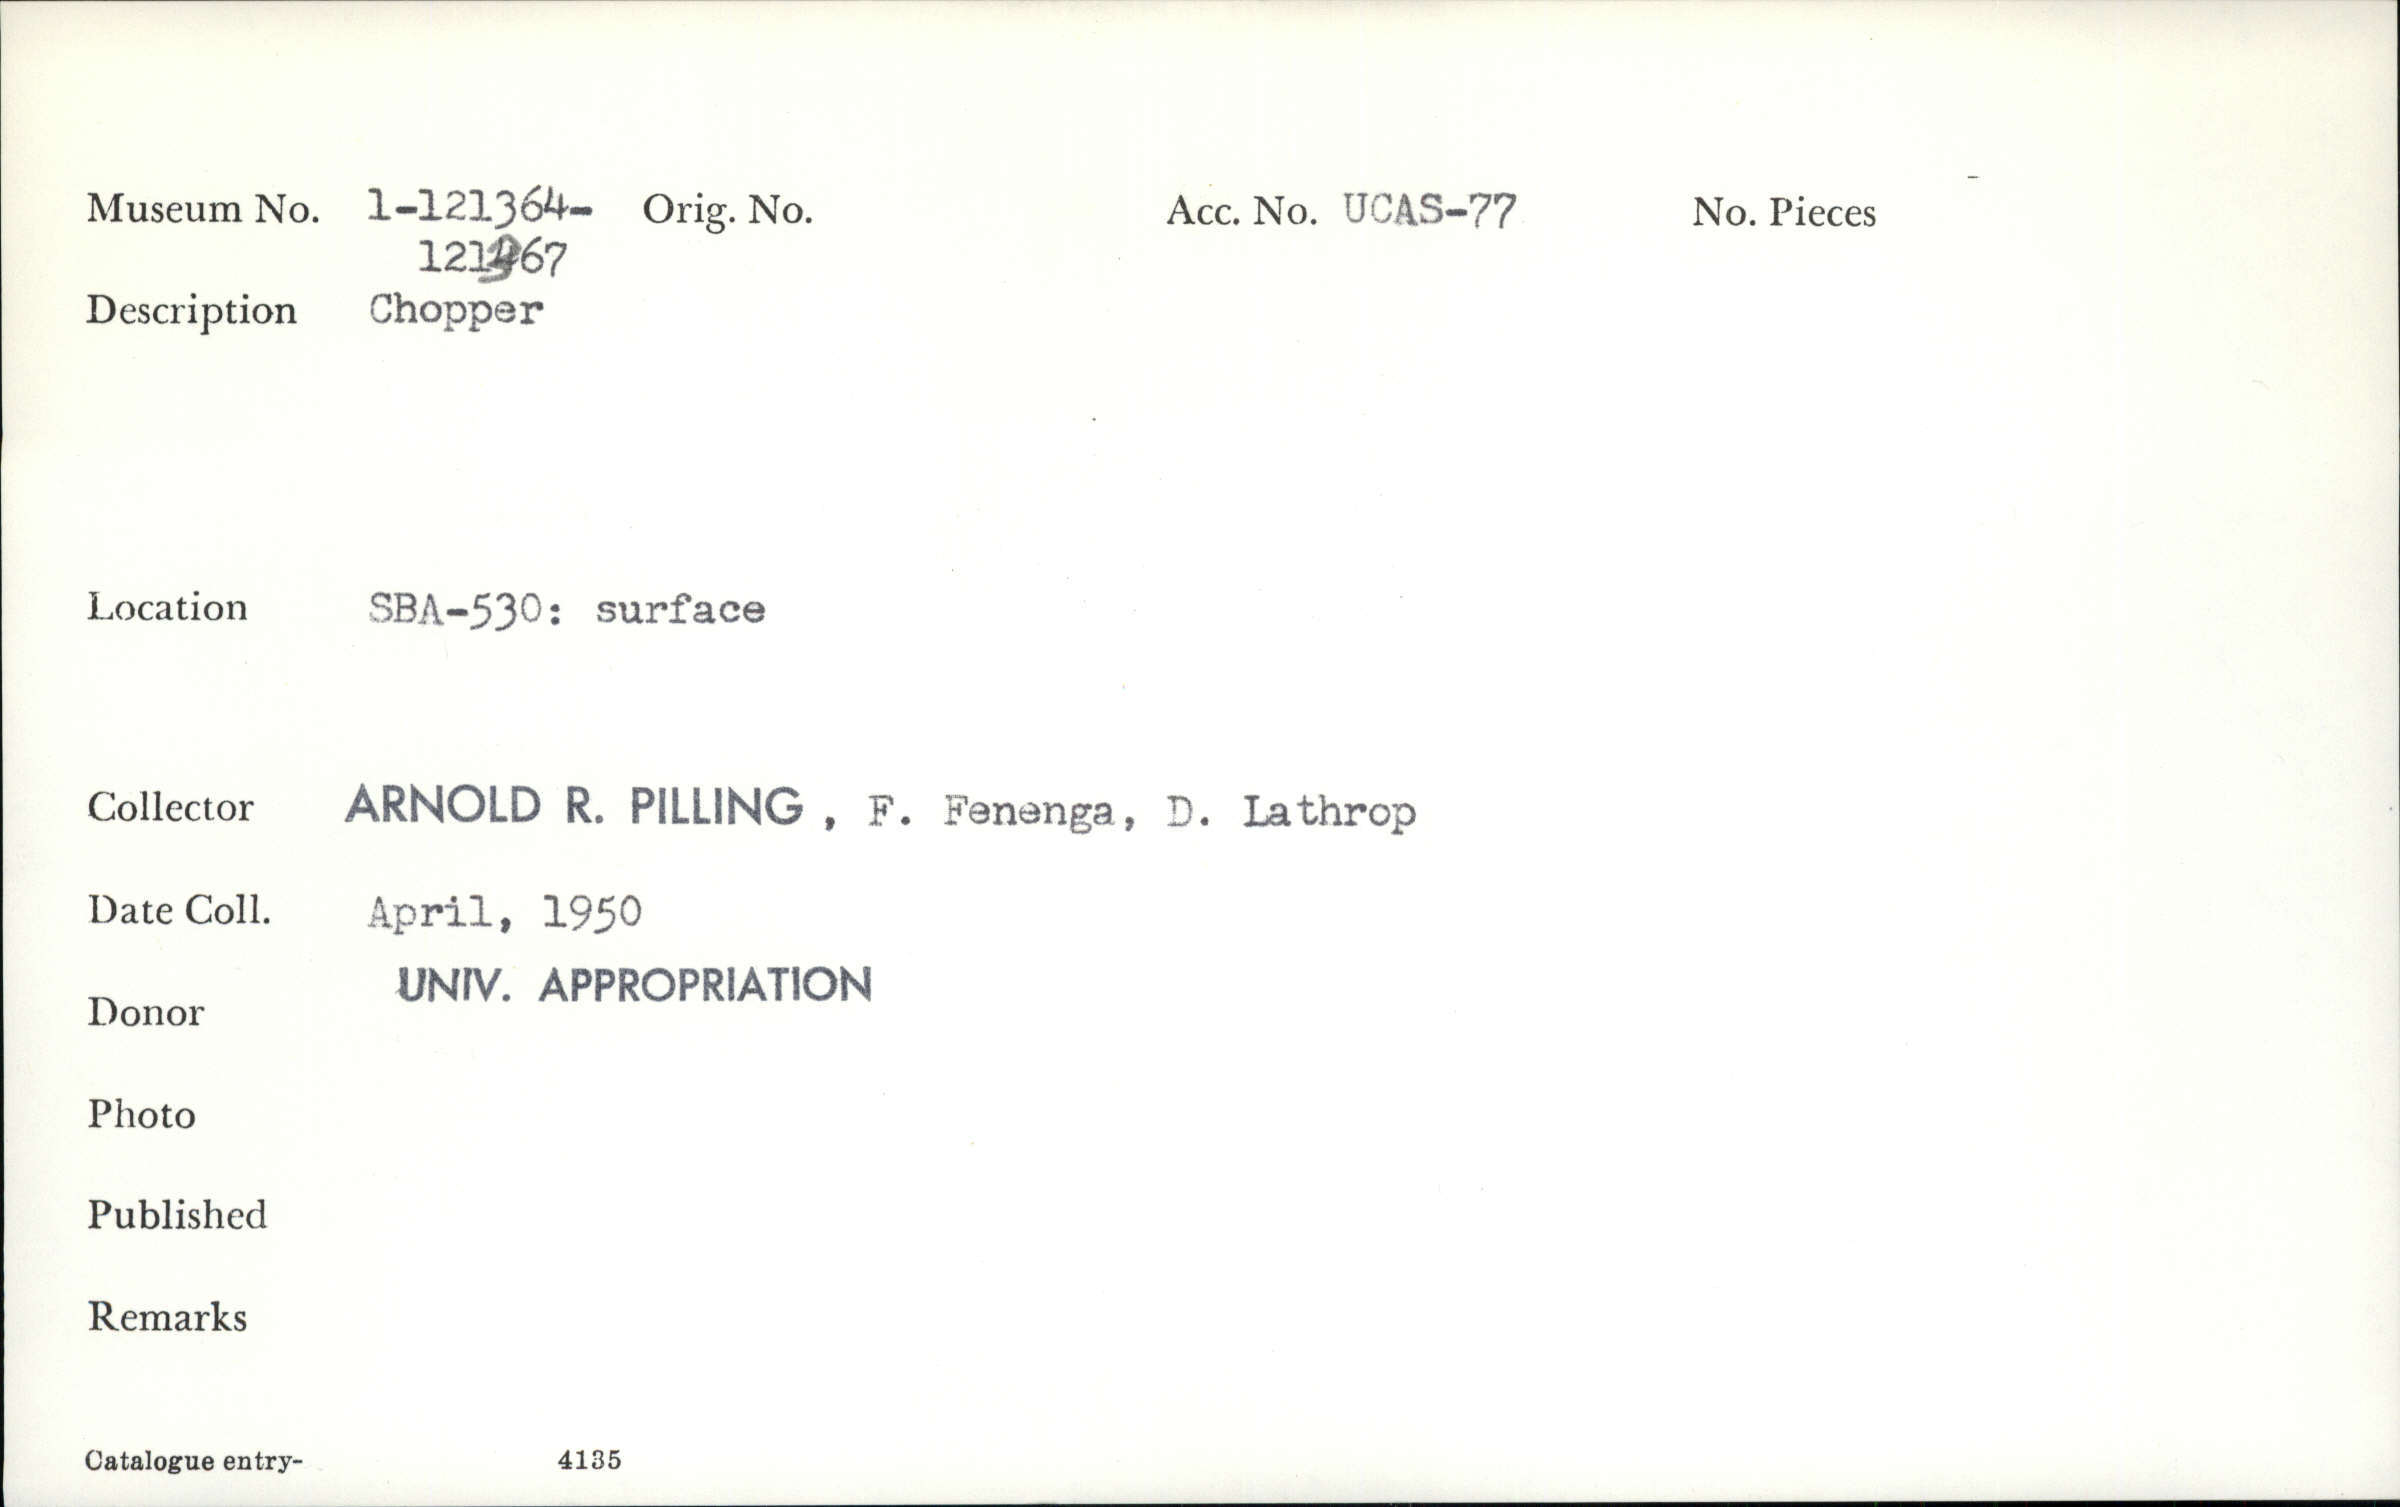 Museum No. 1-121364- Orig. No. Acc. No. UCAS-77 No. Pieces
121367
Description Chopper
Location SBA-530: surface
Collector ARNOLD R. PILLING , F. Fenenga, D. Lathrop
Date Coll. April, 1950
UNIV. APPROPRIATION
Donor
Photo
Published
Remarks
Catalogue entry- 4135